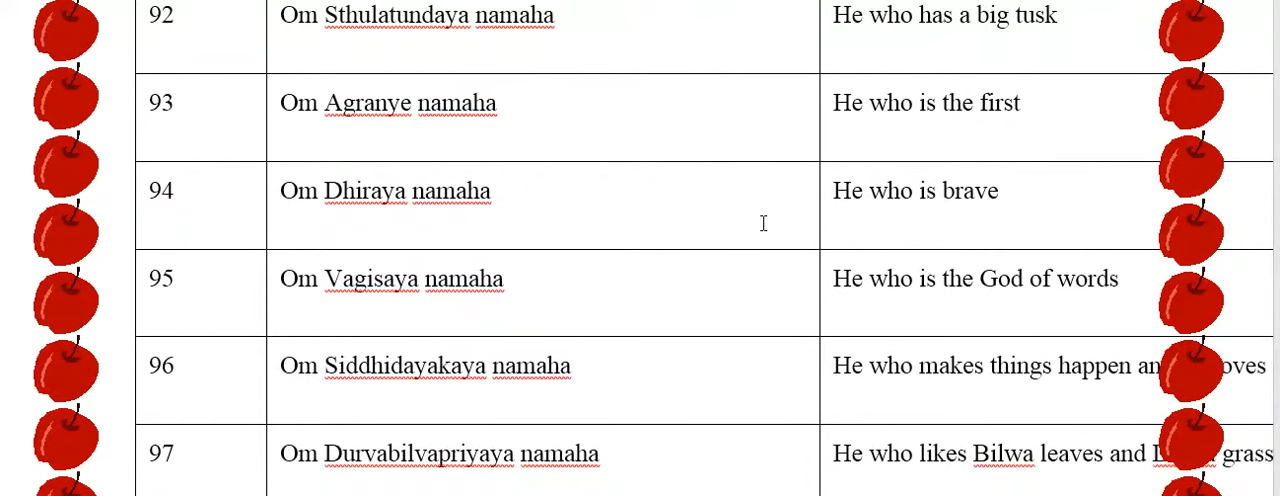 92 Om Sthulatundaya namaha He who has a big tusk
93 Om Agranye namaha He who is the first
94 Om Dhiraya namaha He who is brave
95 Om Vagisaya namaha He who is the God of words
96 Om Siddhidayakaya namaha He who makes things happen
97 Om Durvabilvapriyaya namaha He who likes Bilwa leaves and grass